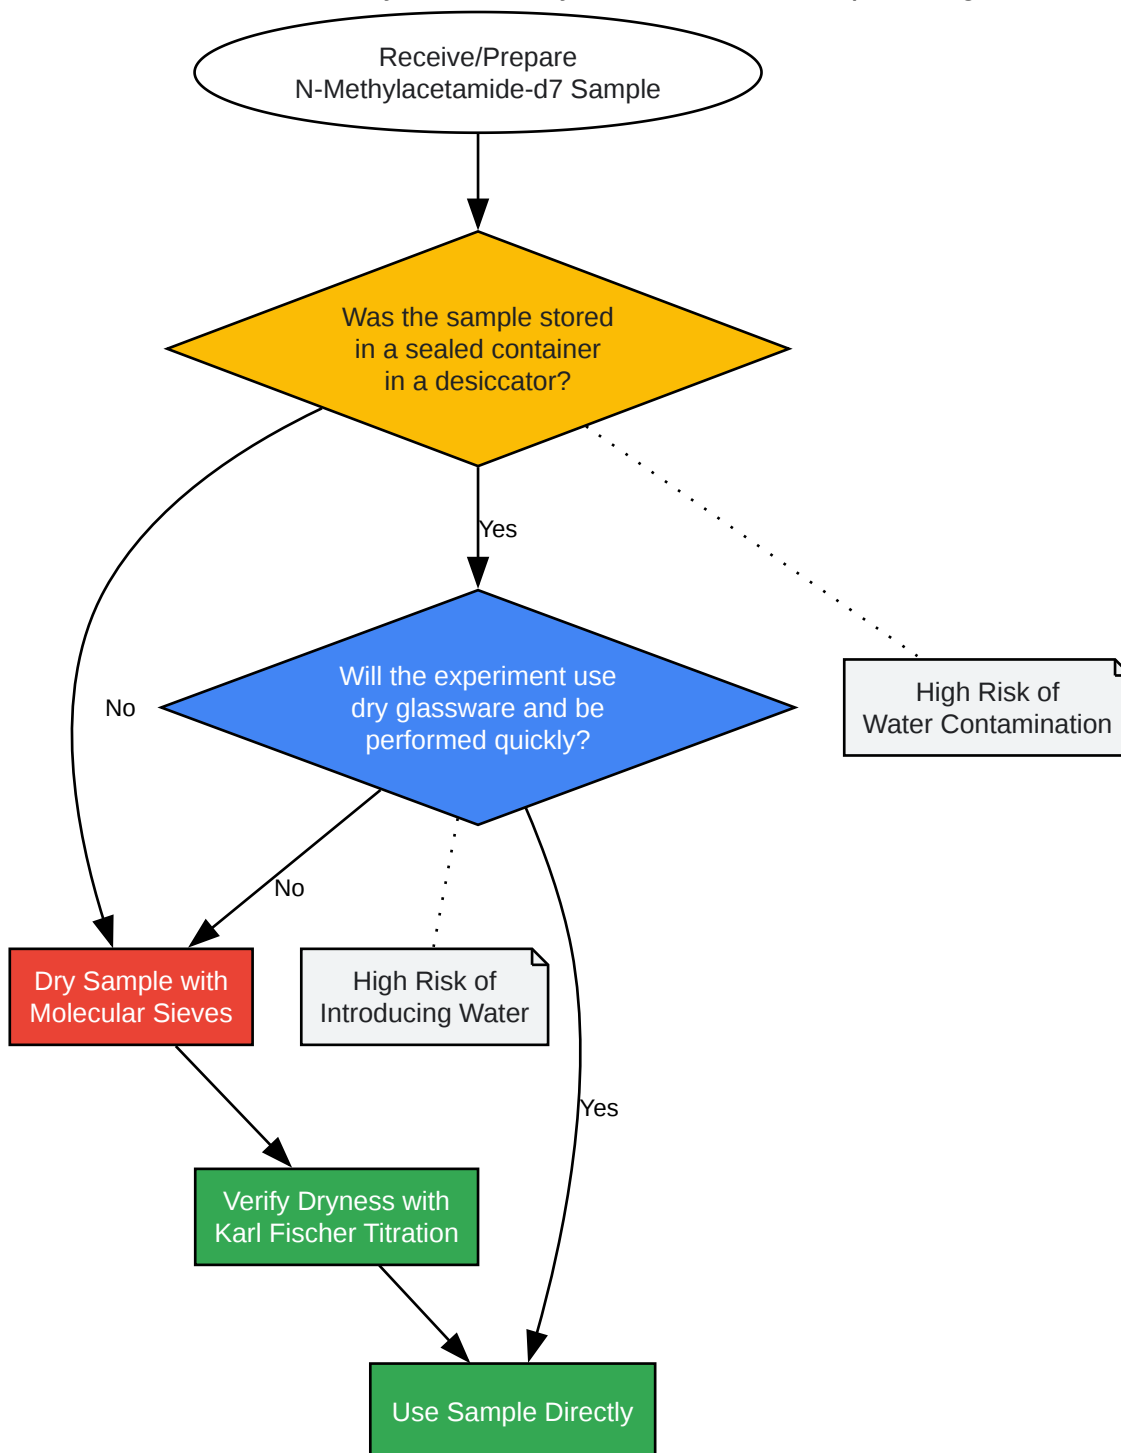 Receive/Prepare
N-Methylacetamide-d7 Sample
Was the sample stored
in a sealed container
in a desiccator?
Yes
No
Will the experiment use
dry glassware and be
performed quickly?
High Risk of
Water Contamination
No
Dry Sample with
Molecular Sieves
High Risk of
Introducing Water
Yes
Verify Dryness with
Karl Fischer Titration
Use Sample Directly